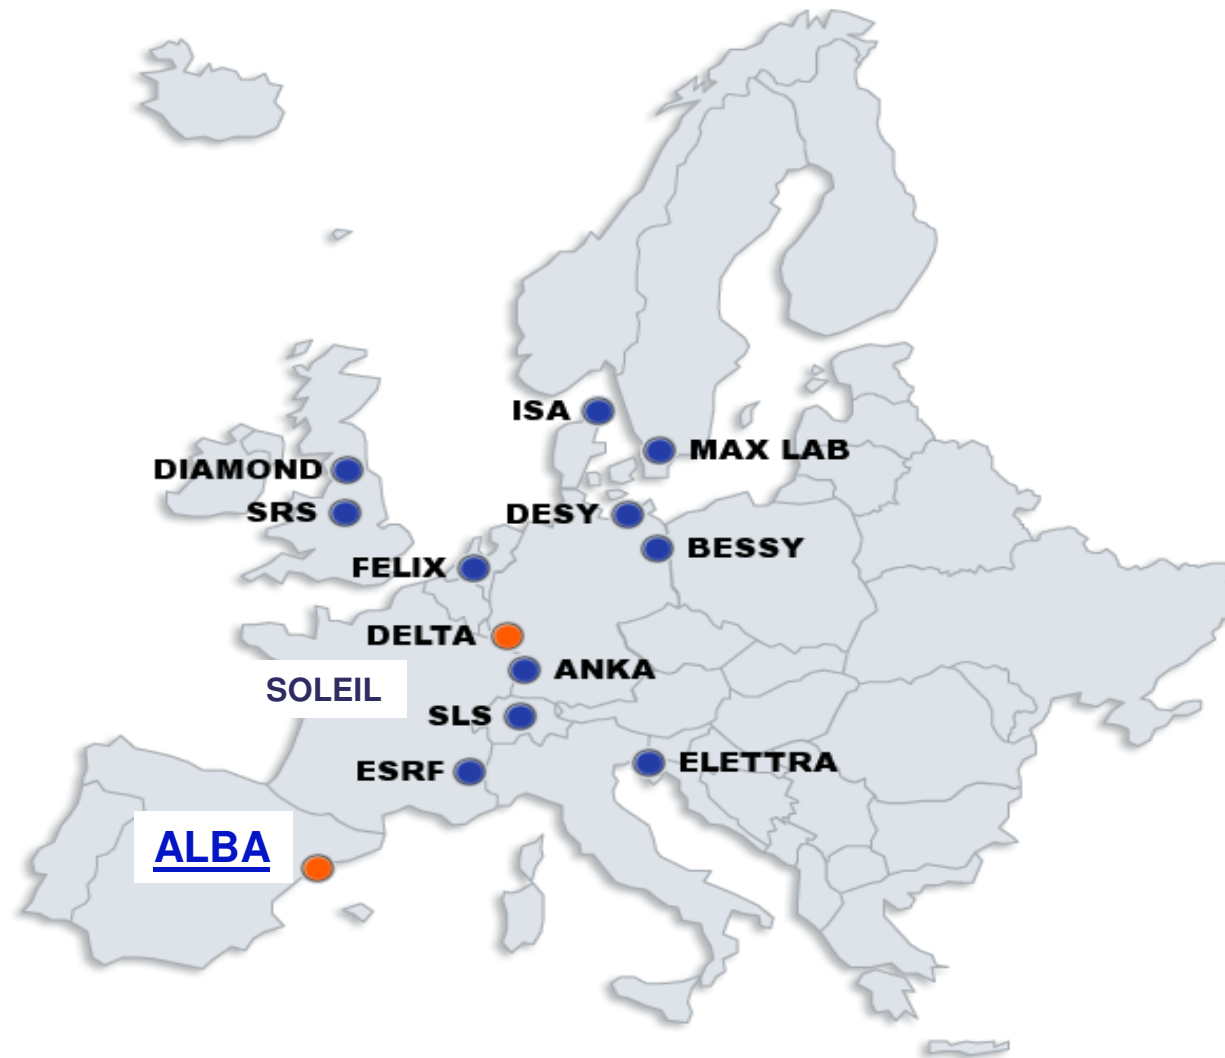 ISA
MAX LAB
DIAMOND
SRS
DESY
BESSY
FELIX
DELTA
ANKA
SOLEIL
SLS
ELETTRA
ESRF
ALBA